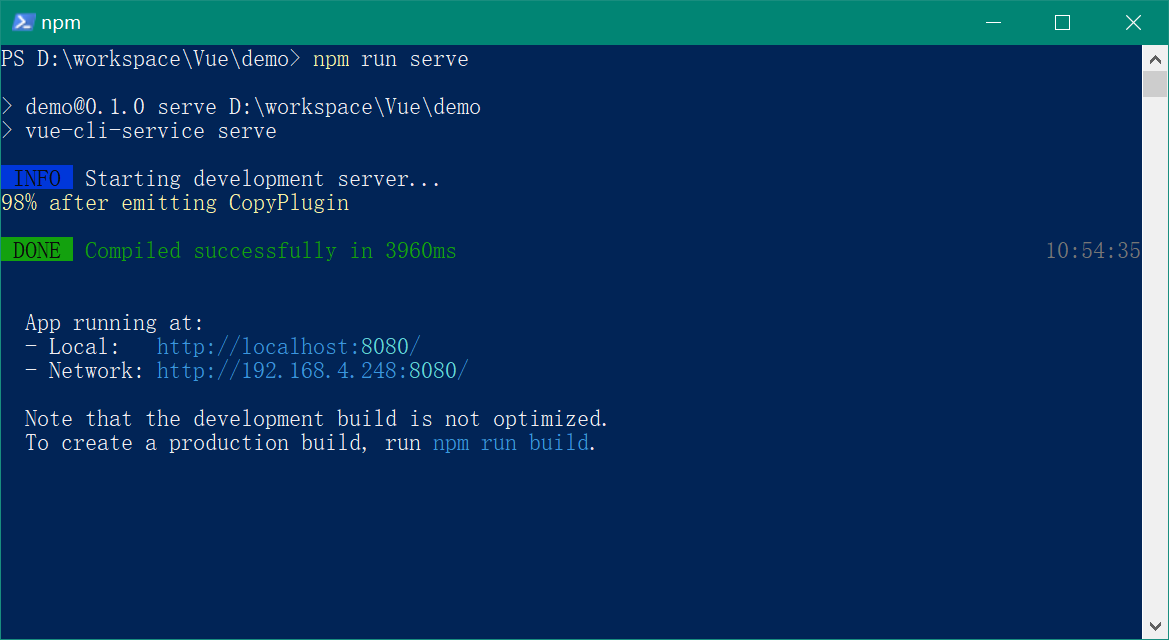 npm
PS D:\workspace\Vue\demo> npm run serve
> demo@0.1.0 serve D:\workspace\Vue\demo
> vue-cli-service serve
INFO Starting development server...
98% after emitting CopyPlugin
DONE Compiled successfully in 3960ms 10:54:35
App running at:
- Local: http://localhost:8080/
- Network: http://192.168.4.248:8080/
Note that the development build is not optimized.
To create a production build, run npm run build.